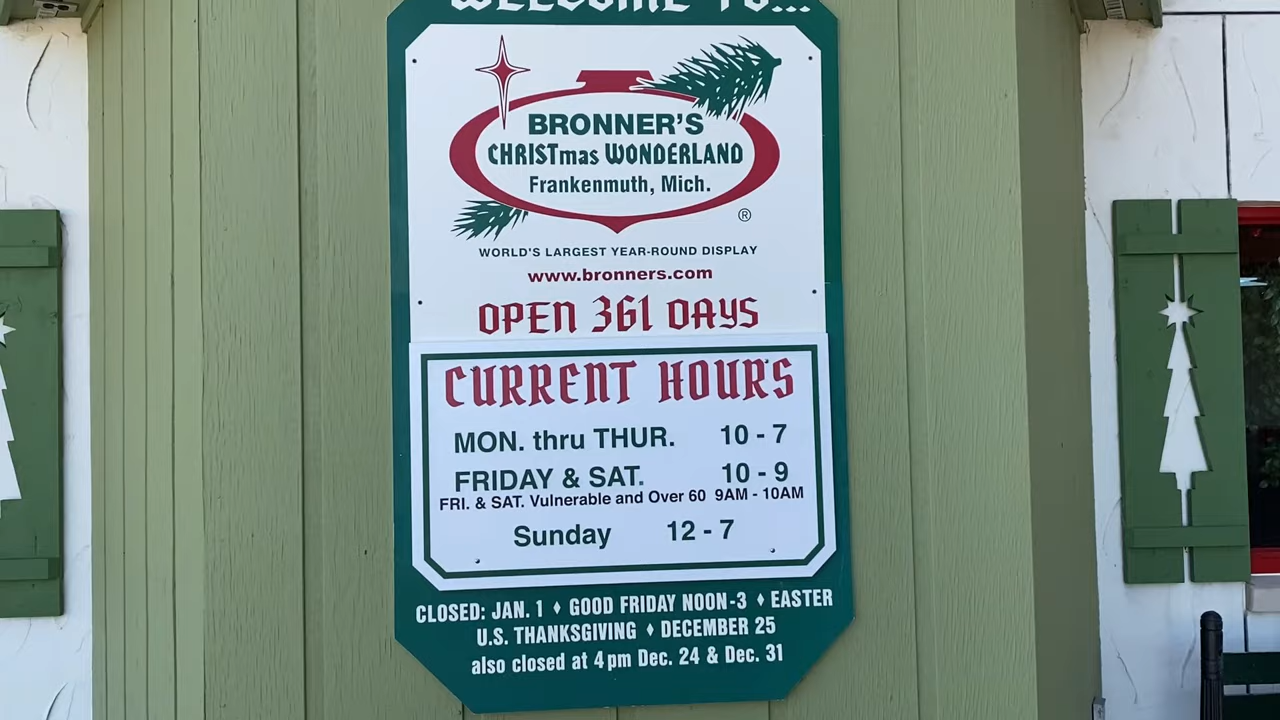 WELCOME TO...
BRONNER'S
CHRISTmas WONDERLAND
Frankenmuth, Mich.
®
WORLD'S LARGEST YEAR-ROUND DISPLAY
www.bronners.com
OPEN 361 DAYS
CURRENT HOURS
MON. thru THUR. 10 - 7
FRIDAY & SAT. 10 - 9
FRI. & SAT. Vulnerable and Over 60 9AM - 10AM
Sunday 12 - 7
CLOSED: JAN. 1 ♦ GOOD FRIDAY NOON-3 ♦ EASTER
U.S. THANKSGIVING ♦ DECEMBER 25
also closed at 4pm Dec. 24 & Dec. 31